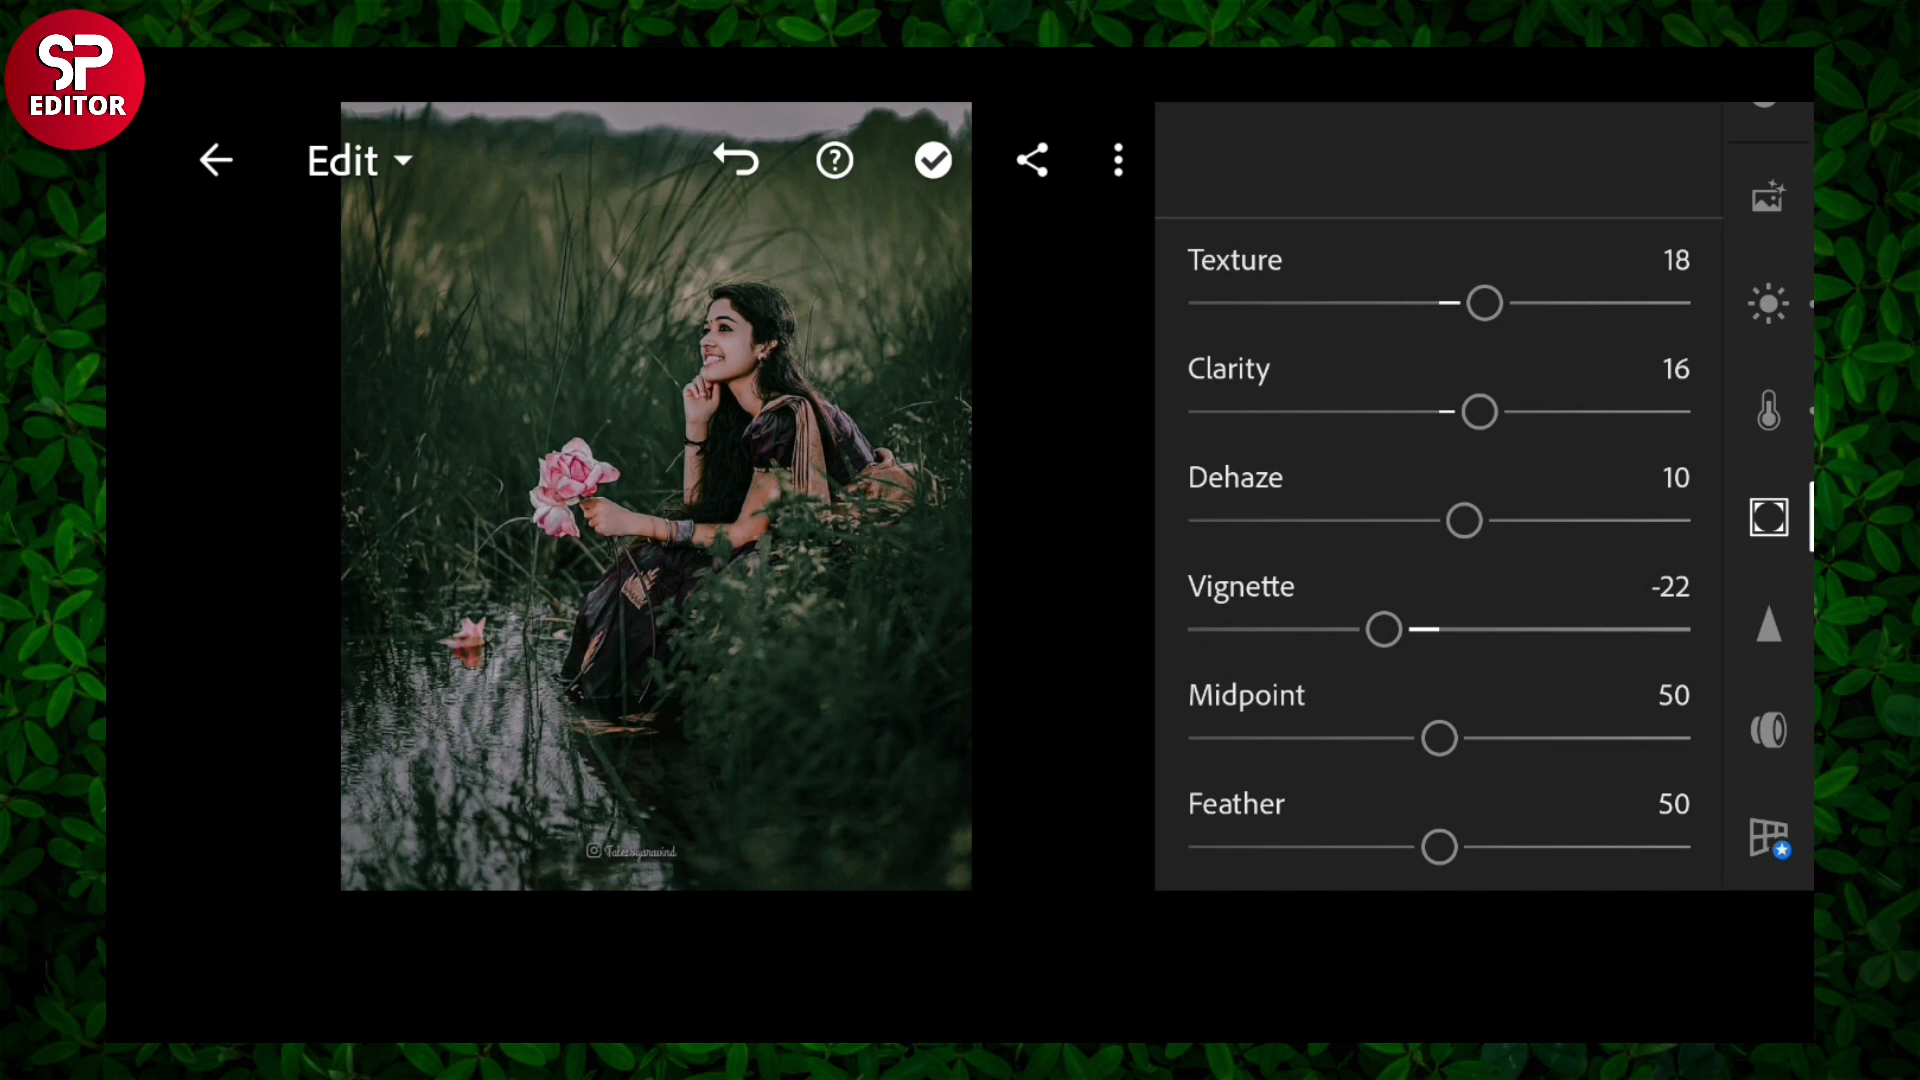 SP
EDITOR
Edit
Texture 18
Clarity 16
Dehaze 10
Vignette -22
Midpoint 50
Feather 50